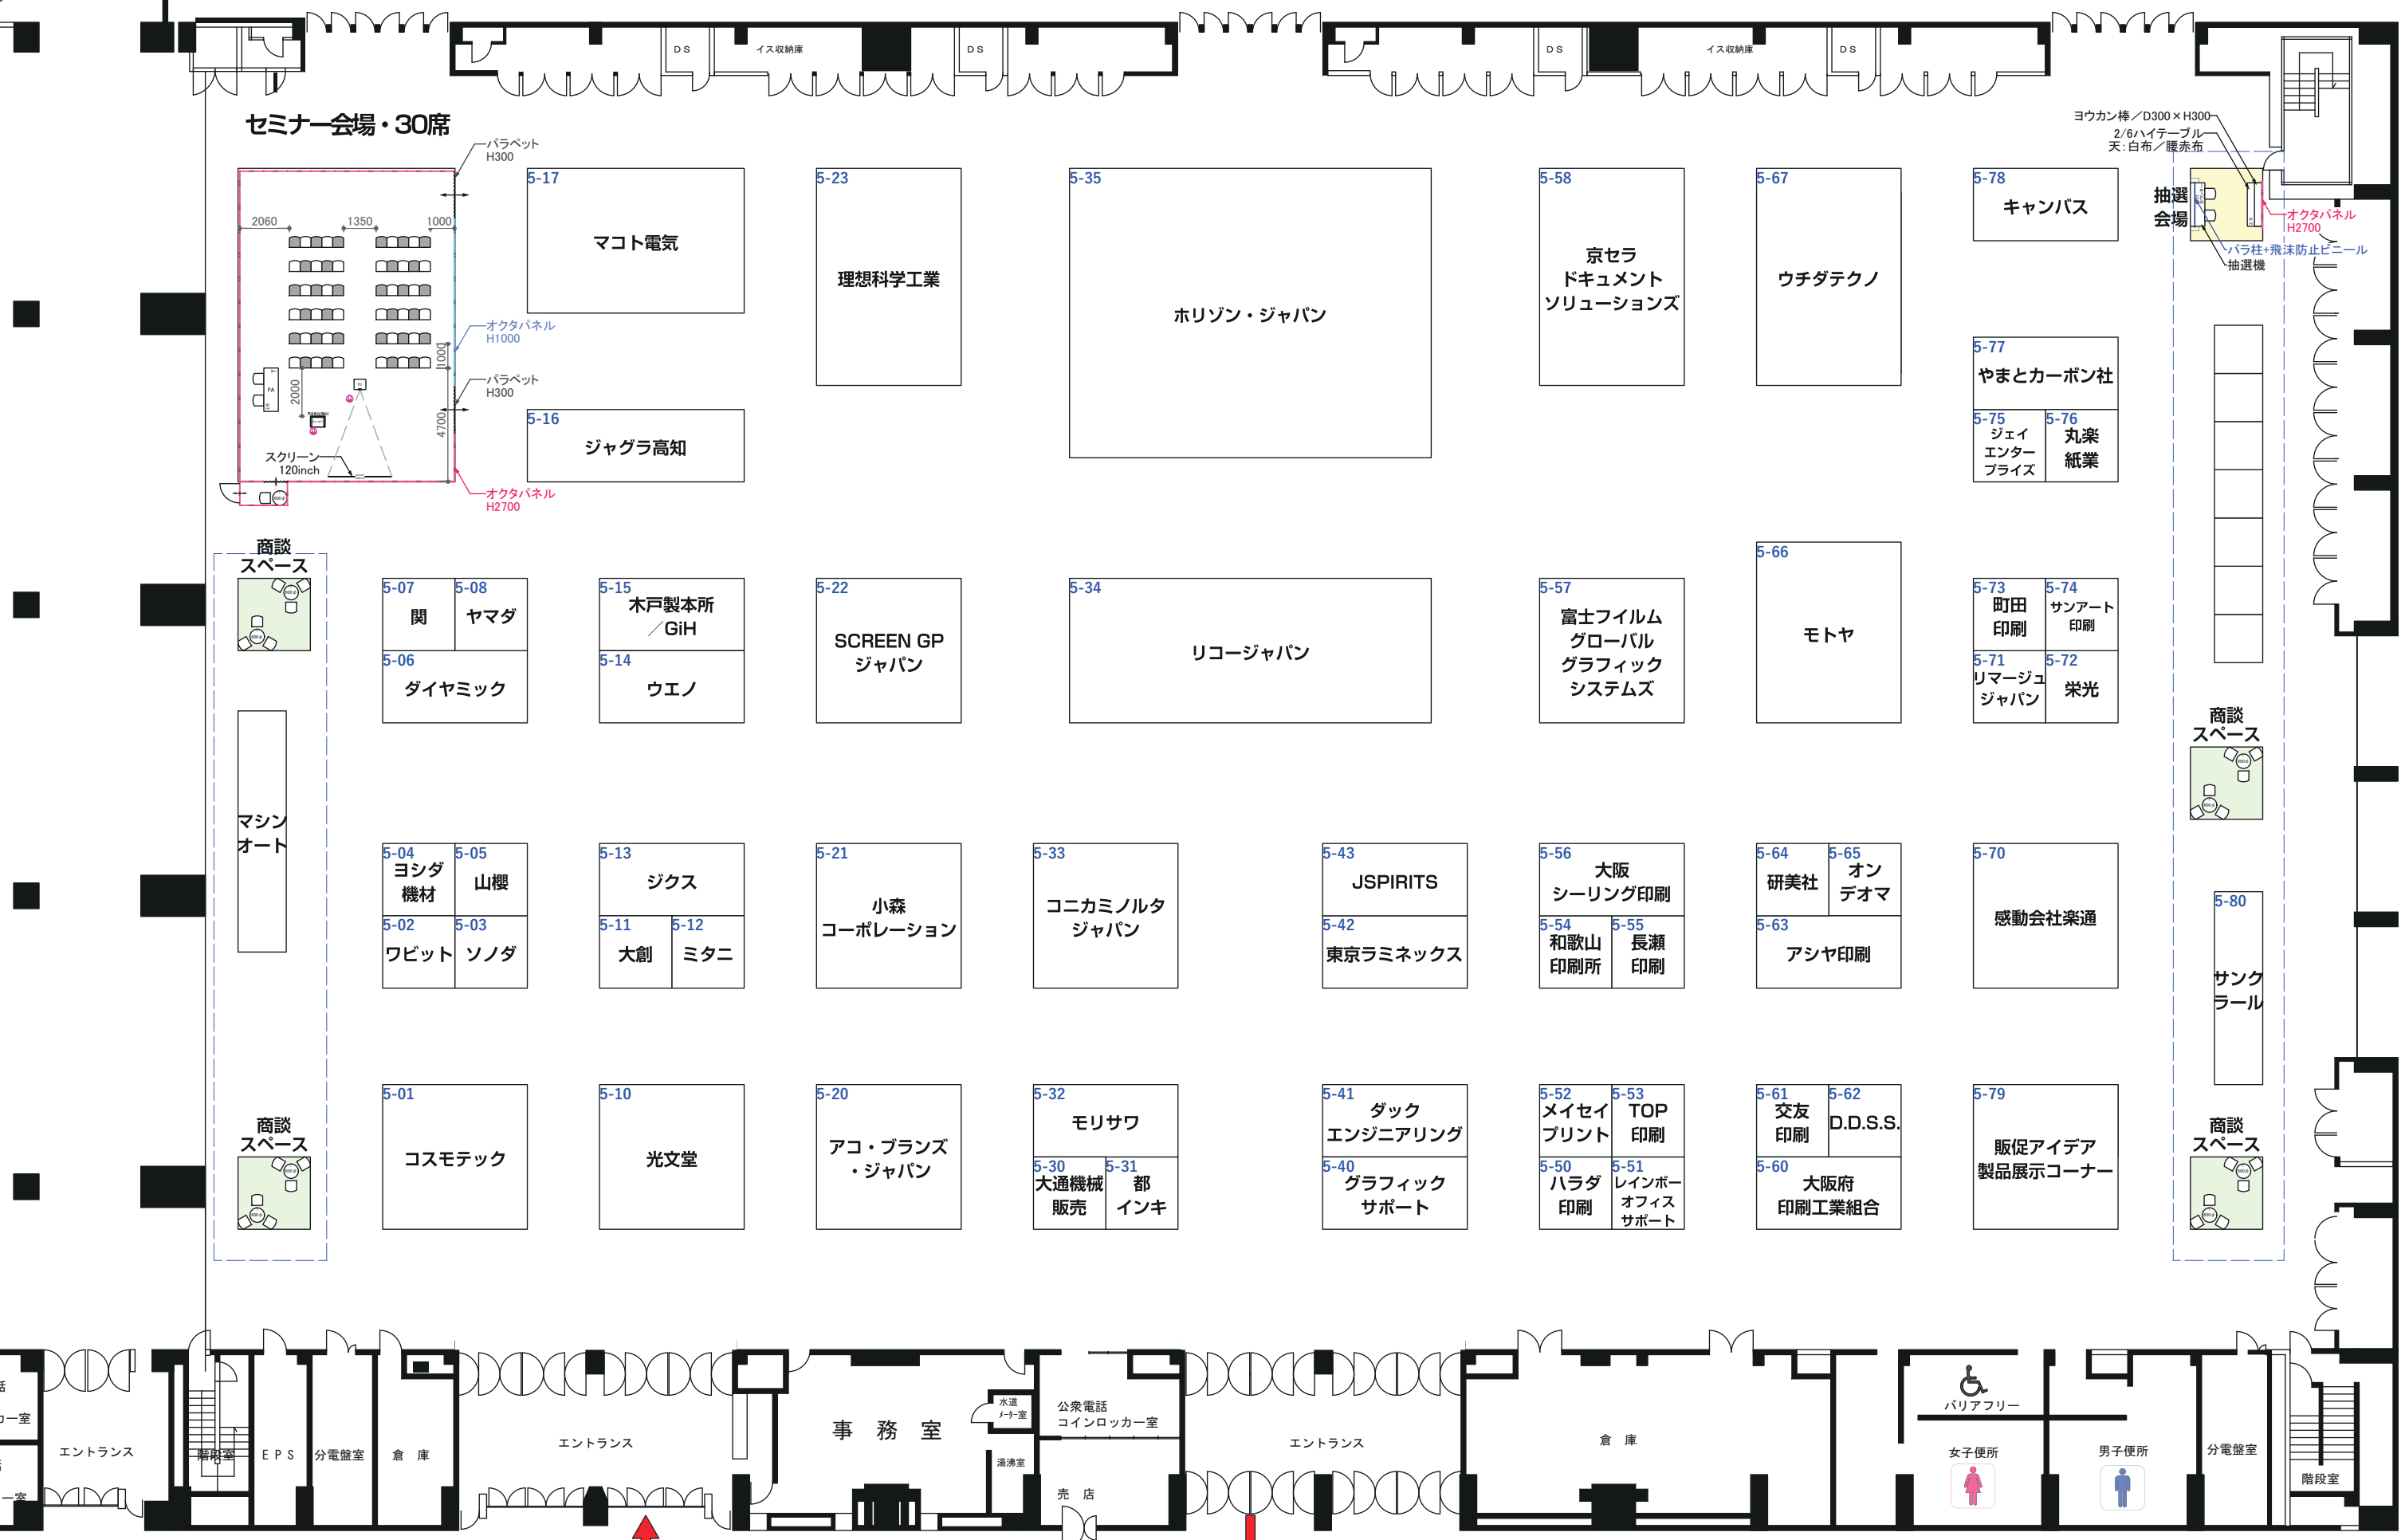 DS
イス収納庫
DS
DS
イス収納庫
DS
セミナー会場・30席
パラペット
H300
2060
1350
1000
オクタパネル
H1000
1000
パラペット
H300
2000
4700
PA
スクリーン
120inch
オクタパネル
H2700
ヨウカン棒／D300×H300
2/6ハイテーブル
天：白布／腰赤布
抽選
会場
オクタパネル
H2700
パラ柱+飛沫防止ビニール
抽選機
5-17
マコト電気
5-23
理想科学工業
5-35
ホリゾン・ジャパン
5-58
京セラ
ドキュメント
ソリューションズ
5-67
ウチダテクノ
5-78
キャンバス
5-77
やまとカーボン社
5-16
ジャグラ高知
5-75
ジェイ
エンター
プライズ
5-76
丸楽
紙業
商談
スペース
5-07
関
5-08
ヤマダ
5-06
ダイヤミック
5-15
木戸製本所
／GiH
5-14
ウエノ
5-22
SCREEN GP
ジャパン
5-34
リコージャパン
5-57
富士フイルム
グローバル
グラフィック
システムズ
5-66
モトヤ
5-73
町田
印刷
5-74
サンアート
印刷
5-71
リマージュ
ジャパン
5-72
栄光
商談
スペース
マシン
オート
5-04
ヨシダ
機材
5-05
山櫻
5-02
ワビット
5-03
ソノダ
5-13
ジクス
5-11
大創
5-12
ミタニ
5-21
小森
コーポレーション
5-33
コニカミノルタ
ジャパン
5-43
JSPIRITS
5-42
東京ラミネックス
5-56
大阪
シーリング印刷
5-54
和歌山
印刷所
5-55
長瀬
印刷
5-64
研美社
5-65
オン
デオマ
5-63
アシヤ印刷
5-70
感動会社楽通
5-80
サンク
ラール
商談
スペース
5-01
コスモテック
5-10
光文堂
5-20
アコ・ブランズ
・ジャパン
5-32
モリサワ
5-30
大通機械
販売
5-31
都
インキ
5-41
ダック
エンジニアリング
5-40
グラフィック
サポート
5-52
メイセイ
プリント
5-53
TOP
印刷
5-50
ハラダ
印刷
5-51
レインボー
オフィス
サポート
5-61
交友
印刷
5-62
D.D.S.S.
5-60
大阪府
印刷工業組合
5-79
販促アイデア
製品展示コーナー
商談
スペース
話
カー室
エントランス
階段室
EPS
分電盤室
倉庫
エントランス
事務室
水道
メーター室
湯沸室
公衆電話
コインロッカー室
売店
エントランス
倉庫
バリアフリー
女子便所
男子便所
分電盤室
階段室